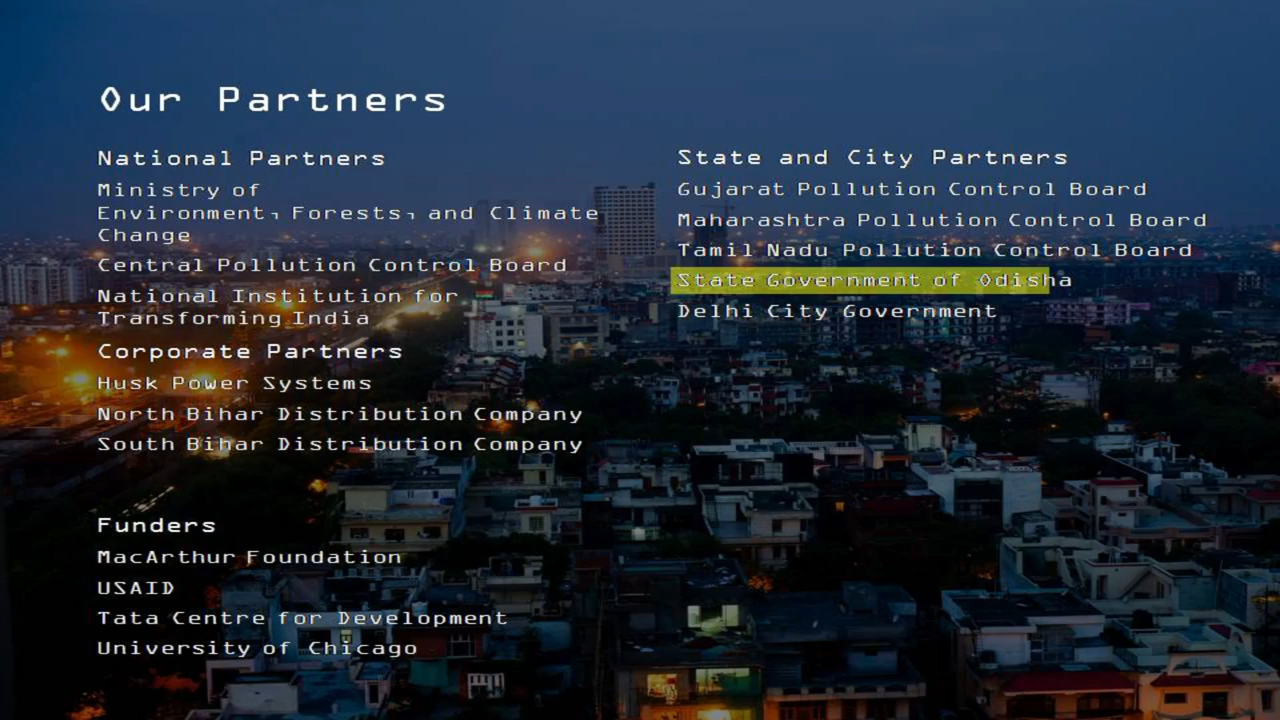 Our Partners
National Partners
Ministry of
Environment, Forests, and Climate
Change
Central Pollution Control Board
National Institution for
Transforming India
Corporate Partners
Husk Power Systems
North Bihar Distribution Company
South Bihar Distribution Company
Funders
MacArthur Foundation
USAID
Tata Centre for Development
University of Chicago
State and City Partners
Gujarat Pollution Control Board
Maharashtra Pollution Control Board
Tamil Nadu Pollution Control Board
State Government of Odisha
Delhi City Government